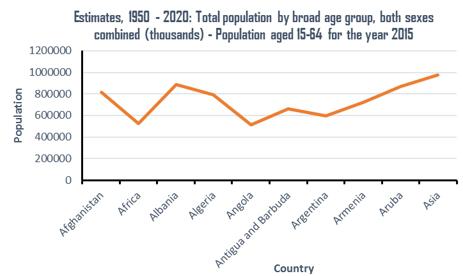 Estimates, 1950 - 2020: Total population by broad age group, both sexes
combined (thousands) - Population aged 15-64 for the year 2015
1200000
1000000
800000
600000
400000
200000
0
Population
Afghanistan
Africa
Albania
Algeria
Angola
Antigua and Barbuda
Argentina
Armenia
Aruba
Asia
Country